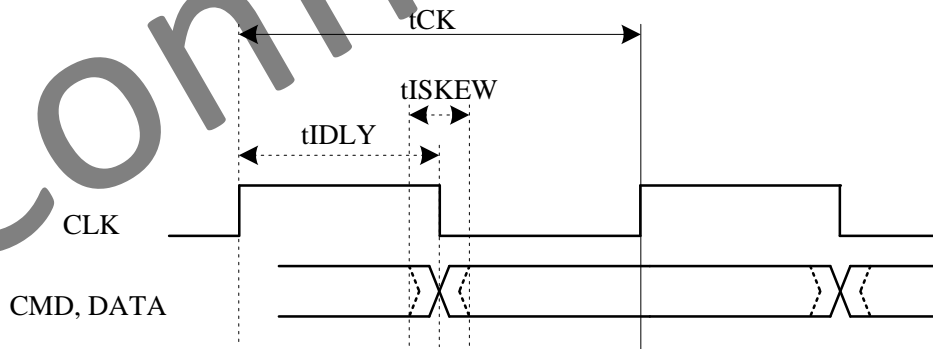 tCK
tISKEW
tIDLY
CLK
CMD, DATA